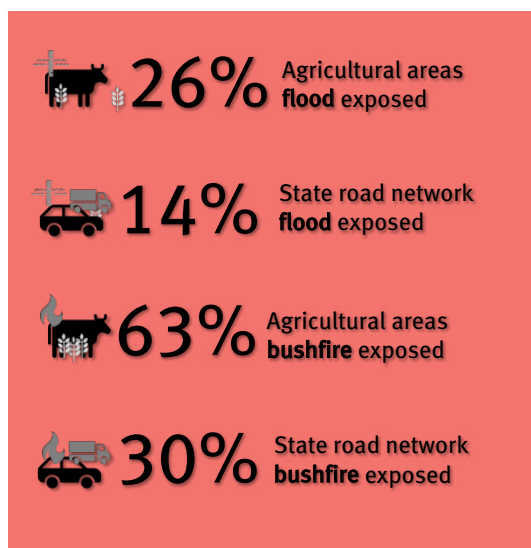 26% Agricultural areas
flood exposed
14% State road network
flood exposed
63% Agricultural areas
bushfire exposed
30% State road network
bushfire exposed